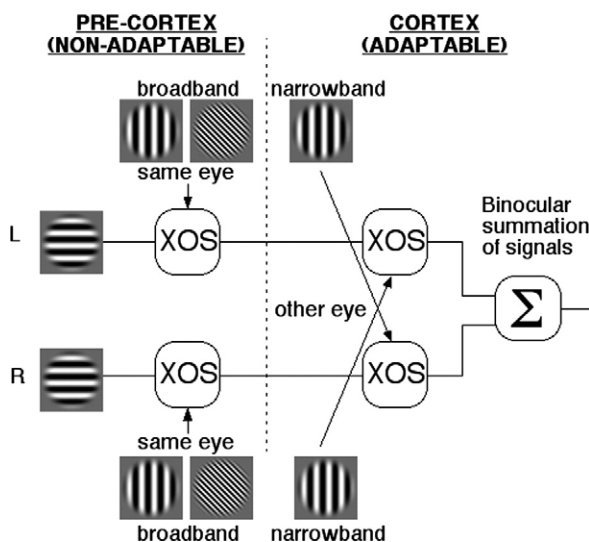 PRE-CORTEX
(NON-ADAPTABLE)
CORTEX
(ADAPTABLE)
broadband
narrowband
same eye
L
XOS
XOS
Binocular
summation
of signals
other eye
Σ
R
XOS
XOS
same eye
broadband
narrowband